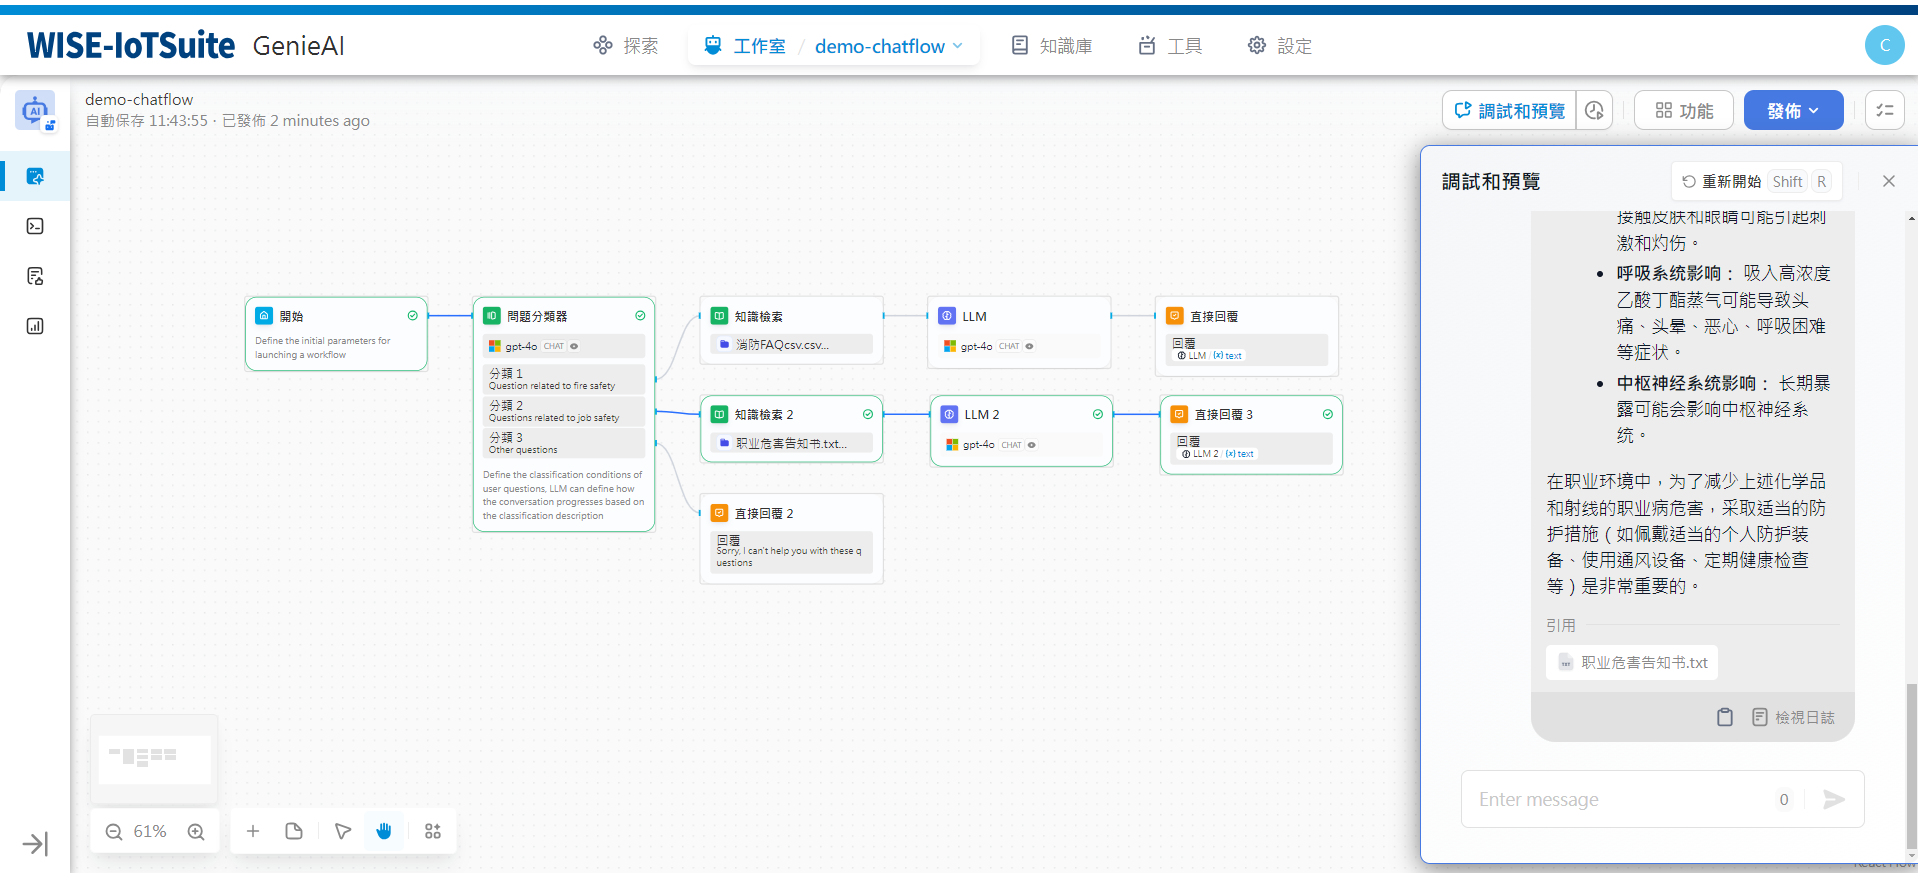 WISE-IoTSuite GenieAI
探索
工作室 / demo-chatflow
知識庫
工具
設定
C
demo-chatflow
自動保存 11:43:55 · 已發佈 2 minutes ago
調試和預覽
功能
發佈
開始
Define the initial parameters for
launching a workflow
問題分類器
gpt-4o CHAT
分類 1
Question related to fire safety
分類 2
Questions related to job safety
分類 3
Other questions
Define the classification conditions of
user questions, LLM can define how
the conversation progresses based on
the classification description
知識檢索
消防FAQcsv.csv...
LLM
gpt-4o CHAT
直接回覆
回覆
LLM / (x) text
知識檢索 2
职业危害告知书.txt...
LLM 2
gpt-4o CHAT
直接回覆 3
回覆
LLM 2 / (x) text
直接回覆 2
回覆
Sorry, I can't help you with these q
uestions
61%
調試和預覽
重新開始 Shift R
接触皮肤和眼睛可能引起刺
激和灼伤。
• 呼吸系统影响： 吸入高浓度
乙酸丁酯蒸气可能导致头
痛、头晕、恶心、呼吸困难
等症状。
• 中枢神经系统影响： 长期暴
露可能会影响中枢神经系
统。
在职业环境中，为了减少上述化学品
和射线的职业病危害，采取适当的防
护措施（如佩戴适当的个人防护装
备、使用通风设备、定期健康检查
等）是非常重要的。
引用
TXT 职业危害告知书.txt
檢視日誌
Enter message 0
React Flow